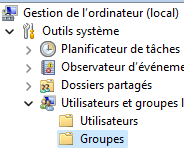 Gestion de l'ordinateur (local)
Outils système
Planificateur de tâches
Observateur d'événeme
Dossiers partagés
Utilisateurs et groupes l
Utilisateurs
Groupes